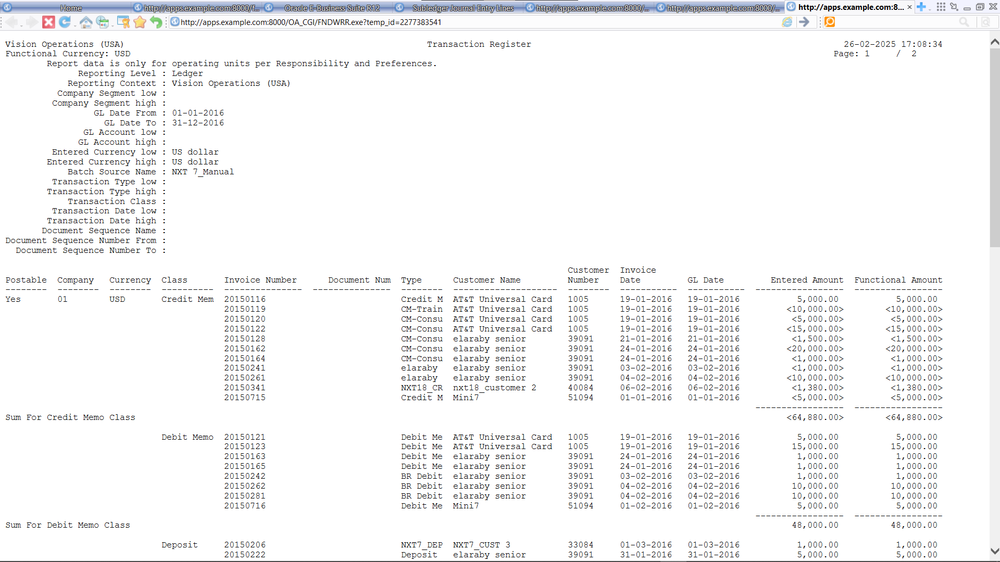 Home http://apps.example.com:8000/f... Oracle E-Business Suite R12 Subledger Journal Entry Lines http://apps.example.com:8000/... http://apps.example.com:8000/... http://apps.example.com:8...
http://apps.example.com:8000/OA_CGI/FNDWRR.exe?temp_id=2277383541
Vision Operations (USA) Transaction Register 26-02-2025 17:08:34
Functional Currency: USD Page: 1 / 2
Report data is only for operating units per Responsibility and Preferences.
Reporting Level : Ledger
Reporting Context : Vision Operations (USA)
Company Segment low :
Company Segment high :
GL Date From : 01-01-2016
GL Date To : 31-12-2016
GL Account low :
GL Account high :
Entered Currency low : US dollar
Entered Currency high : US dollar
Batch Source Name : NXT 7_Manual
Transaction Type low :
Transaction Type high :
Transaction Class :
Transaction Date low :
Transaction Date high :
Document Sequence Name :
Document Sequence Number From :
Document Sequence Number To :
Customer Invoice
Postable Company Currency Class Invoice Number Document Num Type Customer Name Number Date GL Date Entered Amount Functional Amount
-------- -------- -------- ---------- --------------- --------------- -------- -------------------- -------- ----------- ----------- ----------------- -----------------
Yes 01 USD Credit Mem 20150116 Credit M AT&T Universal Card 1005 19-01-2016 19-01-2016 5,000.00 5,000.00
20150119 CM-Train AT&T Universal Card 1005 19-01-2016 19-01-2016 <10,000.00> <10,000.00>
20150120 CM-Consu AT&T Universal Card 1005 19-01-2016 19-01-2016 <5,000.00> <5,000.00>
20150122 CM-Consu AT&T Universal Card 1005 19-01-2016 19-01-2016 <15,000.00> <15,000.00>
20150128 CM-Consu elaraby senior 39091 21-01-2016 21-01-2016 <1,500.00> <1,500.00>
20150162 CM-Consu elaraby senior 39091 24-01-2016 24-01-2016 <20,000.00> <20,000.00>
20150164 CM-Consu elaraby senior 39091 24-01-2016 24-01-2016 <1,000.00> <1,000.00>
20150241 elaraby elaraby senior 39091 03-02-2016 03-02-2016 <1,000.00> <1,000.00>
20150261 elaraby elaraby senior 39091 04-02-2016 04-02-2016 <10,000.00> <10,000.00>
20150341 NXT18_CR nxt18_customer 2 40084 06-02-2016 06-02-2016 <1,380.00> <1,380.00>
20150715 Credit M Mini7 51094 01-01-2016 01-01-2016 <5,000.00> <5,000.00>
----------------- -----------------
Sum For Credit Memo Class <64,880.00> <64,880.00>
Debit Memo 20150121 Debit Me AT&T Universal Card 1005 19-01-2016 19-01-2016 5,000.00 5,000.00
20150123 Debit Me AT&T Universal Card 1005 19-01-2016 19-01-2016 15,000.00 15,000.00
20150163 Debit Me elaraby senior 39091 24-01-2016 24-01-2016 1,000.00 1,000.00
20150165 Debit Me elaraby senior 39091 24-01-2016 24-01-2016 1,000.00 1,000.00
20150242 BR Debit elaraby senior 39091 03-02-2016 03-02-2016 1,000.00 1,000.00
20150262 BR Debit elaraby senior 39091 04-02-2016 04-02-2016 10,000.00 10,000.00
20150281 BR Debit elaraby senior 39091 04-02-2016 04-02-2016 10,000.00 10,000.00
20150716 Debit Me Mini7 51094 01-02-2016 01-02-2016 5,000.00 5,000.00
----------------- -----------------
Sum For Debit Memo Class 48,000.00 48,000.00
Deposit 20150206 NXT7_DEP NXT7_CUST 3 33084 01-03-2016 01-03-2016 1,000.00 1,000.00
20150222 Deposit elaraby senior 39091 31-01-2016 31-01-2016 5,000.00 5,000.00